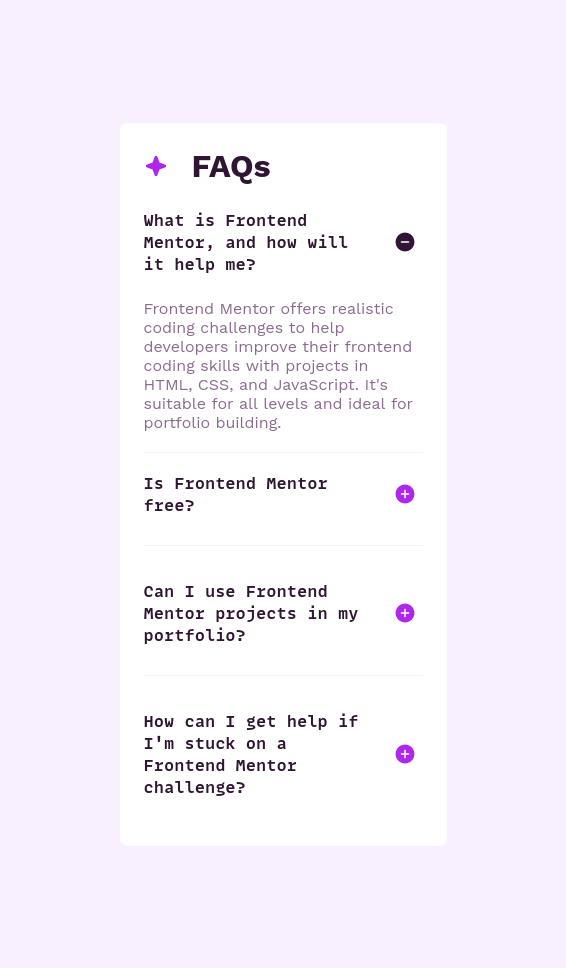 FAQs
What is Frontend
Mentor, and how will
it help me?
Frontend Mentor offers realistic
coding challenges to help
developers improve their frontend
coding skills with projects in
HTML, CSS, and JavaScript. It's
suitable for all levels and ideal for
portfolio building.
Is Frontend Mentor
free?
Can I use Frontend
Mentor projects in my
portfolio?
How can I get help if
I'm stuck on a
Frontend Mentor
challenge?